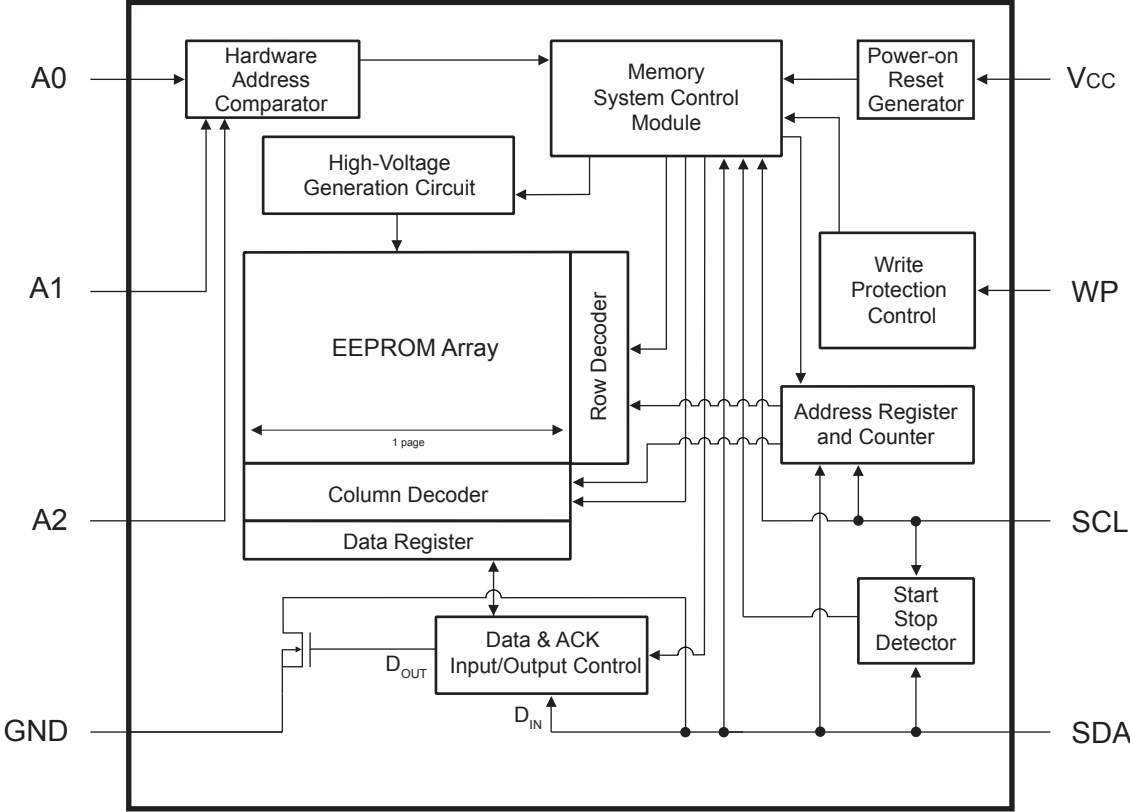 A0
Hardware
Address
Comparator
Memory
System Control
Module
Power-on
Reset
Generator
VCC
High-Voltage
Generation Circuit
A1
EEPROM Array
1 page
Row Decoder
Write
Protection
Control
WP
Address Register
and Counter
A2
Column Decoder
Data Register
SCL
Start
Stop
Detector
Data & ACK
Input/Output Control
DOUT
DIN
GND
SDA